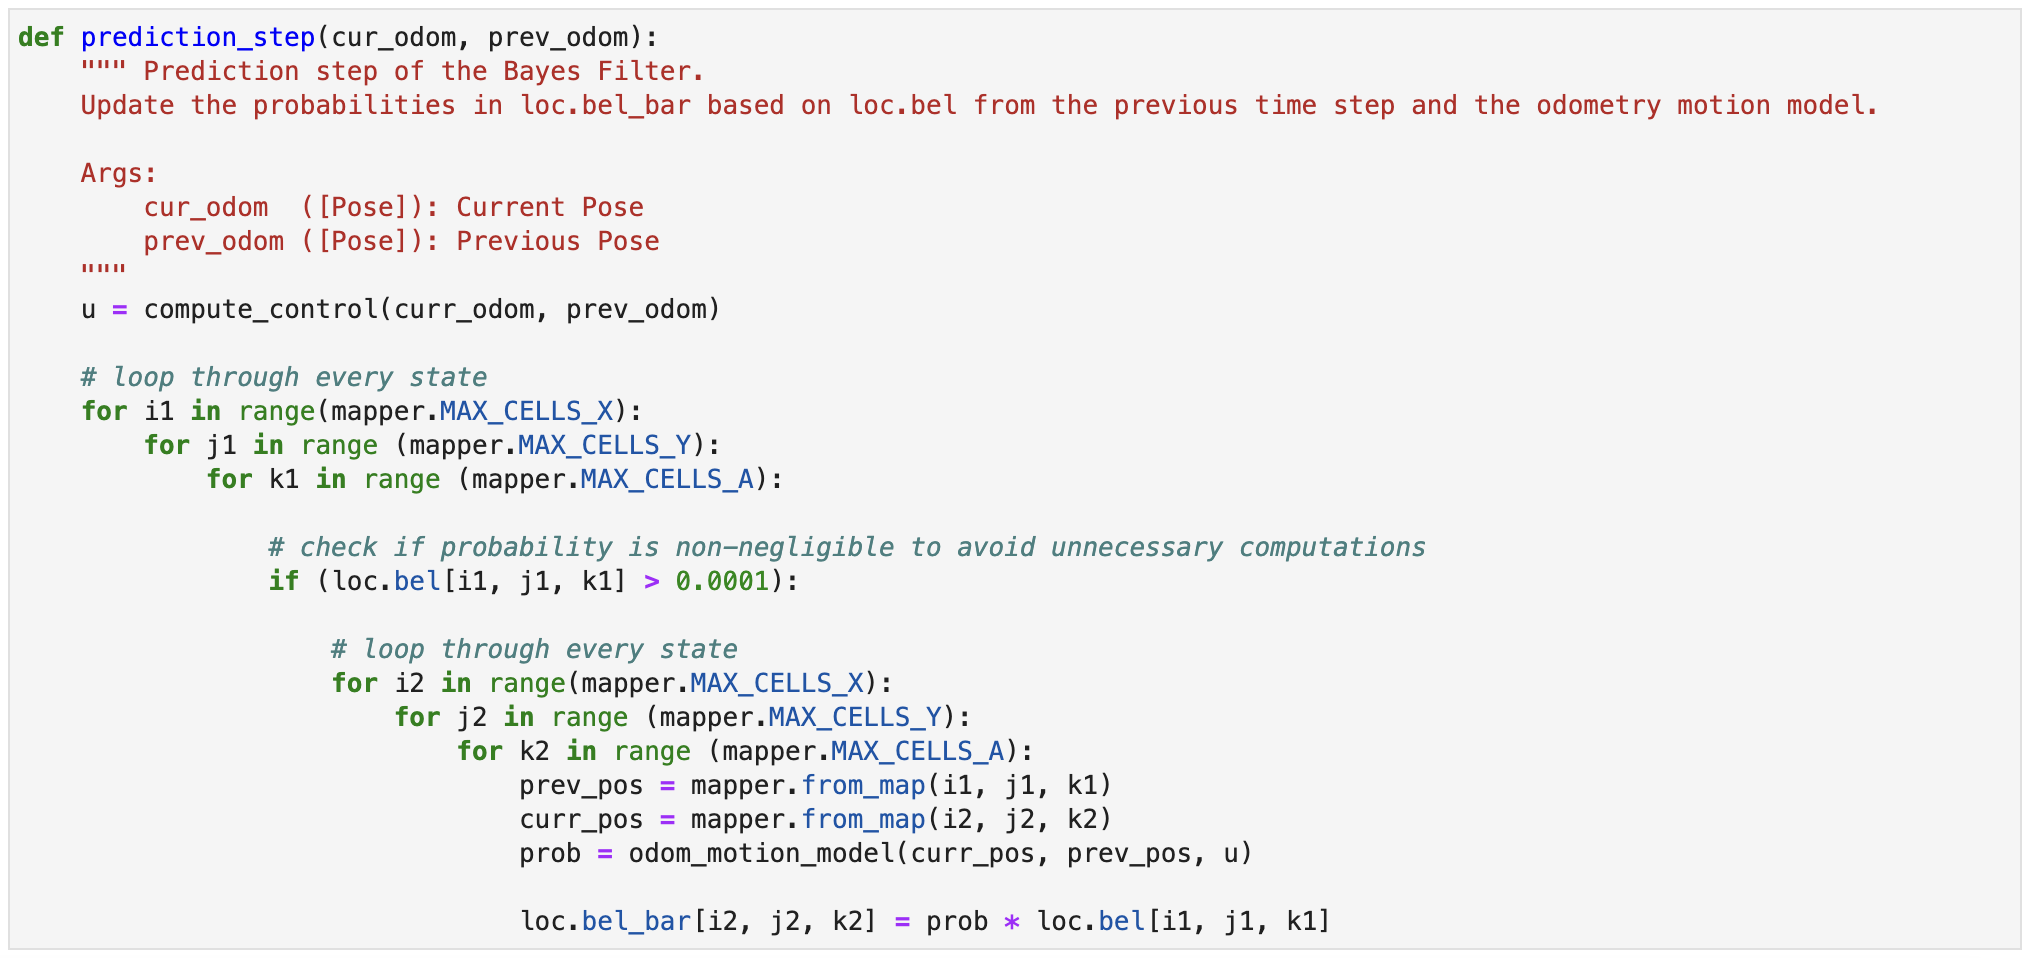 def prediction_step(cur_odom, prev_odom):
    """ Prediction step of the Bayes Filter.
    Update the probabilities in loc.bel_bar based on loc.bel from the previous time step and the odometry motion model.

    Args:
        cur_odom  ([Pose]): Current Pose
        prev_odom ([Pose]): Previous Pose
    """
    u = compute_control(curr_odom, prev_odom)

    # loop through every state
    for i1 in range(mapper.MAX_CELLS_X):
        for j1 in range (mapper.MAX_CELLS_Y):
            for k1 in range (mapper.MAX_CELLS_A):

                # check if probability is non-negligible to avoid unnecessary computations
                if (loc.bel[i1, j1, k1] > 0.0001):

                    # loop through every state
                    for i2 in range(mapper.MAX_CELLS_X):
                        for j2 in range (mapper.MAX_CELLS_Y):
                            for k2 in range (mapper.MAX_CELLS_A):
                                prev_pos = mapper.from_map(i1, j1, k1)
                                curr_pos = mapper.from_map(i2, j2, k2)
                                prob = odom_motion_model(curr_pos, prev_pos, u)

                                loc.bel_bar[i2, j2, k2] = prob * loc.bel[i1, j1, k1]